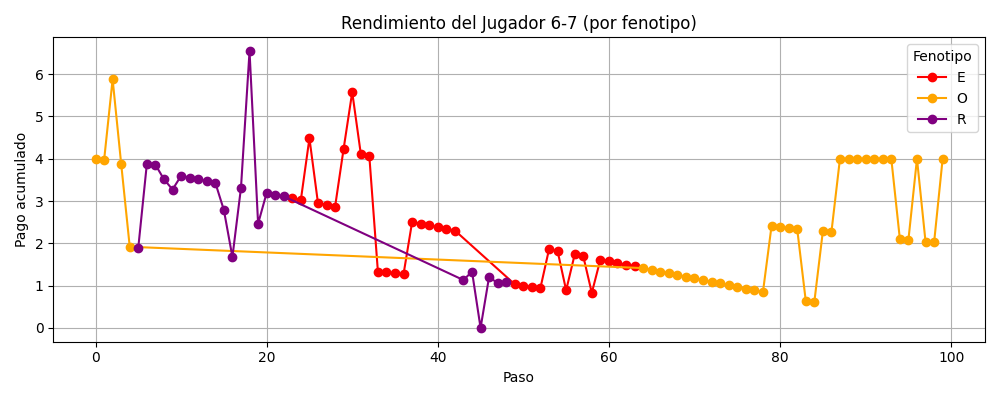 Rendimiento del Jugador 6-7 (por fenotipo)
Pago acumulado
6
5
4
3
2
1
0
0 20 40 60 80 100
Paso
Fenotipo
E
O
R